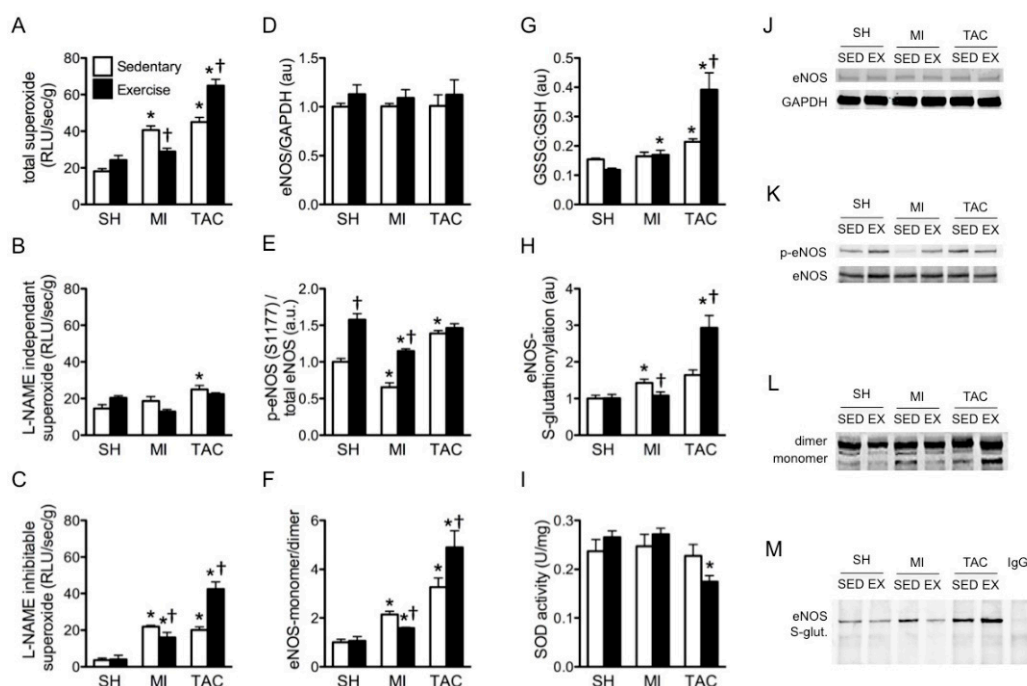 A
total superoxide
(RLU/sec/g)
80
60
40
20
0
Sedentary
Exercise
*
†
*
*†
SH MI TAC
B
L-NAME independant
superoxide (RLU/sec/g)
80
60
40
20
0
*
SH MI TAC
C
L-NAME inhibitable
superoxide (RLU/sec/g)
80
60
40
20
0
*
*†
*
*†
SH MI TAC
D
eNOS/GAPDH (au)
1.5
1.0
0.5
0.0
SH MI TAC
E
p-eNOS (S1177) /
total eNOS (a.u.)
2.0
1.5
1.0
0.5
0.0
†
*
*†
*
SH MI TAC
F
eNOS-monomer/dimer
6
4
2
0
*
*†
*
*†
SH MI TAC
G
GSSG:GSH (au)
0.5
0.4
0.3
0.2
0.1
0
*
*
*†
SH MI TAC
H
eNOS-
S-glutathionylation (au)
4
3
2
1
0
*
†
*†
SH MI TAC
I
SOD activity (U/mg)
0.3
0.2
0.1
0.0
*
SH MI TAC
J
SH MI TAC
SED EX SED EX SED EX
eNOS
GAPDH
K
SH MI TAC
SED EX SED EX SED EX
p-eNOS
eNOS
L
SH MI TAC
SED EX SED EX SED EX
dimer
monomer
M
SH MI TAC IgG
SED EX SED EX SED EX
eNOS
S-glut.